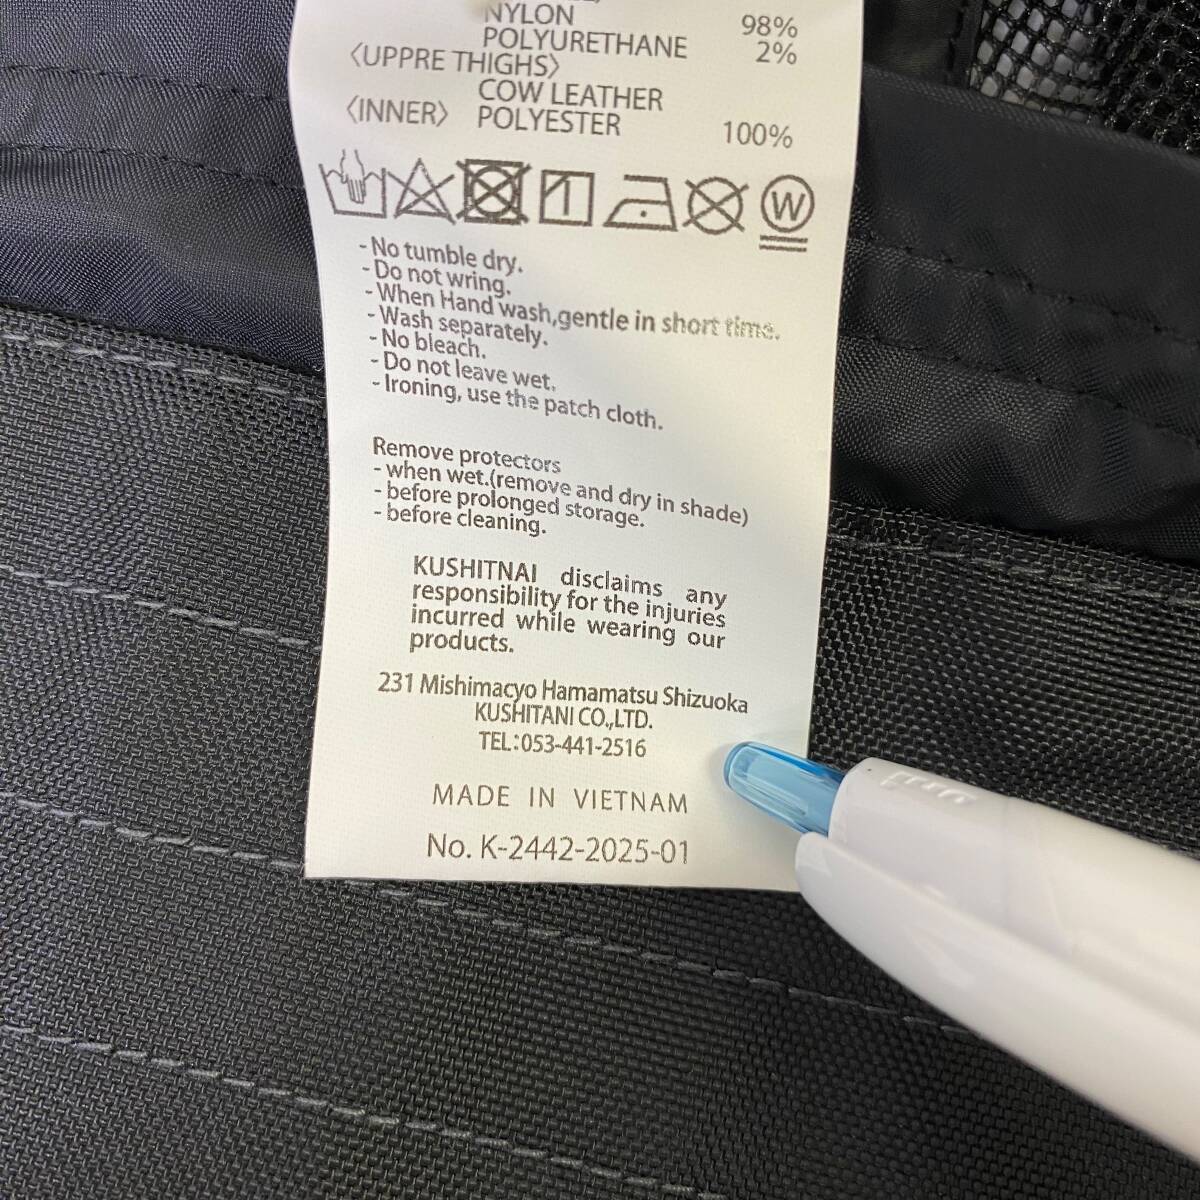 NYLON 98%
POLYURETHANE 2%
〈UPPRE THIGHS〉
COW LEATHER
〈INNER〉 POLYESTER 100%
W
- No tumble dry.
- Do not wring.
- When Hand wash,gentle in short time.
- Wash separately.
- No bleach.
- Do not leave wet.
- Ironing, use the patch cloth.
Remove protectors
- when wet.(remove and dry in shade)
- before prolonged storage.
- before cleaning.
KUSHITNAI disclaims any
responsibility for the injuries
incurred while wearing our
products.
231 Mishimacyo Hamamatsu Shizuoka
KUSHITANI CO.,LTD.
TEL:053-441-2516
MADE IN VIETNAM
No. K-2442-2025-01